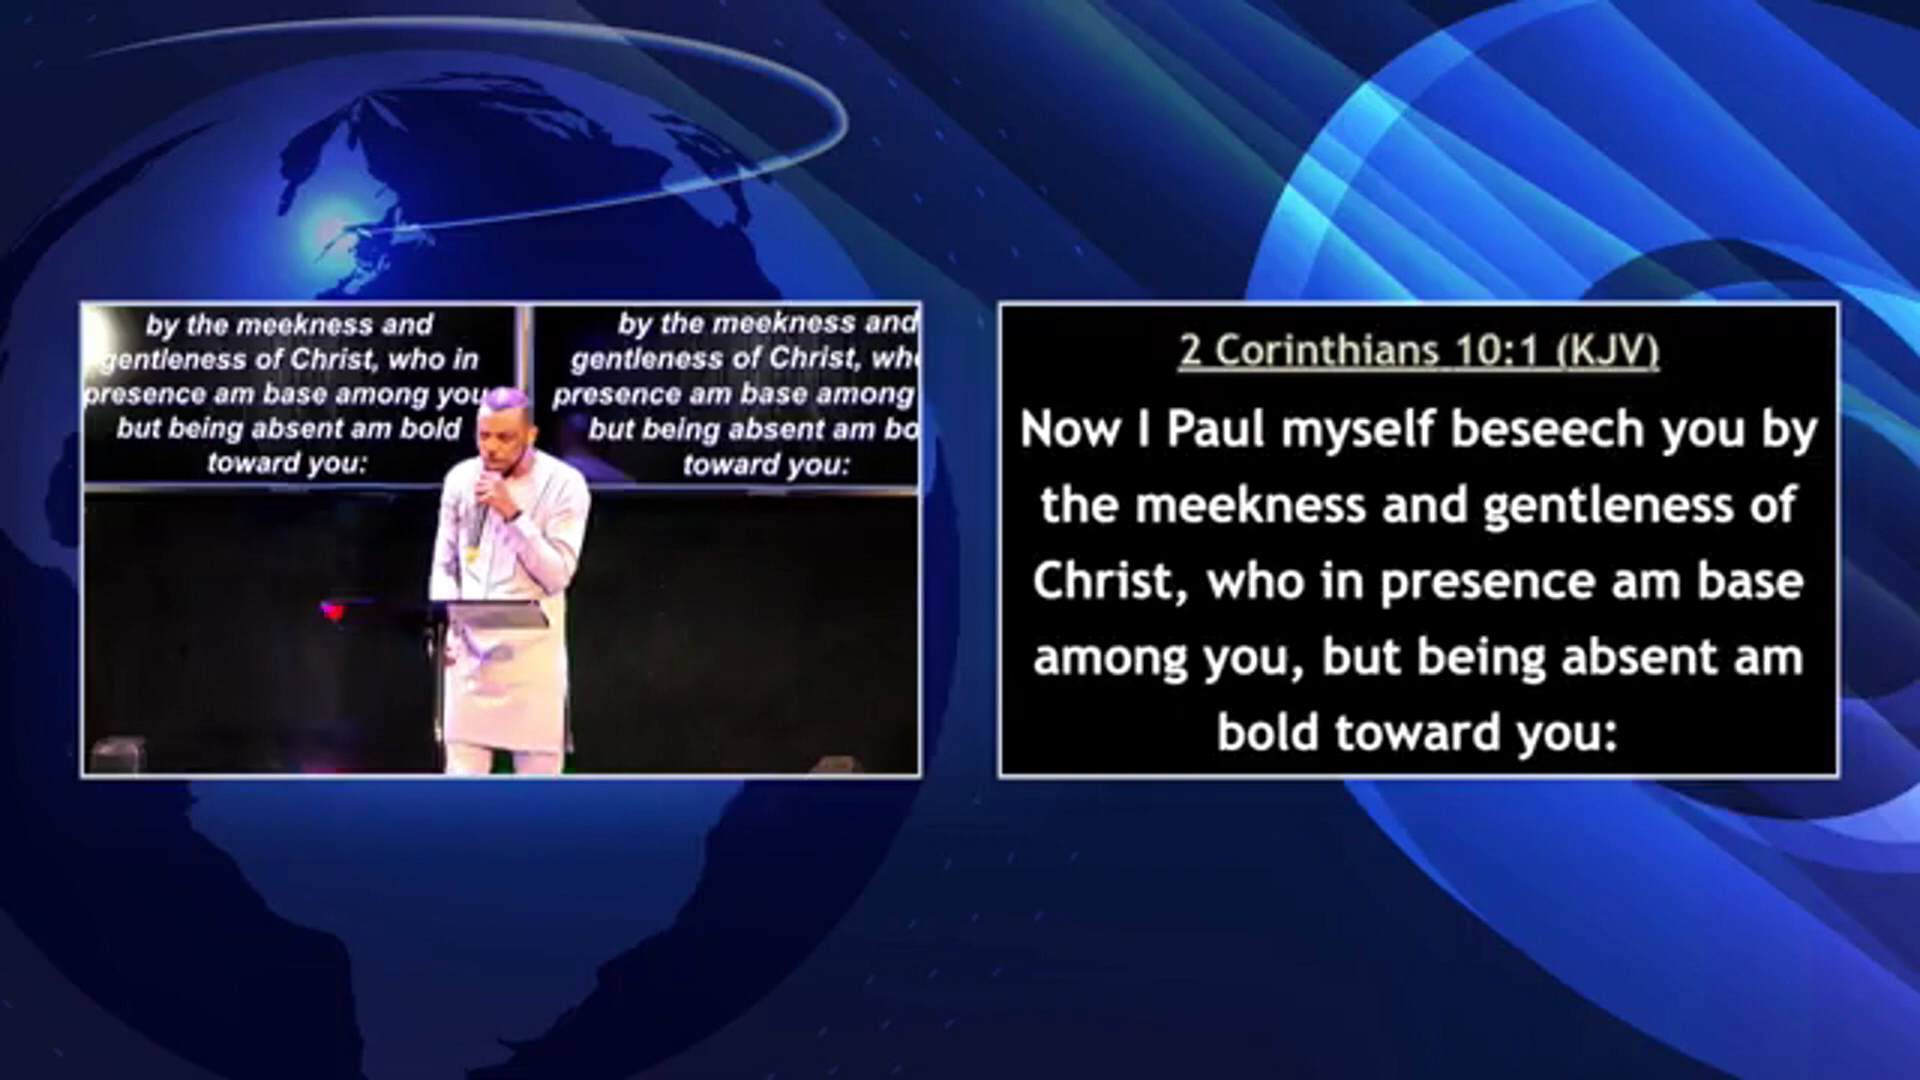 by the meekness and
gentleness of Christ, who in
presence am base among you
but being absent am bold
toward you:
by the meekness and
gentleness of Christ,
presence am base among
but being absent am
toward you:
2 Corinthians 10:1 (KJV)
Now I Paul myself beseech you by
the meekness and gentleness of
Christ, who in presence am base
among you, but being absent am
bold toward you: